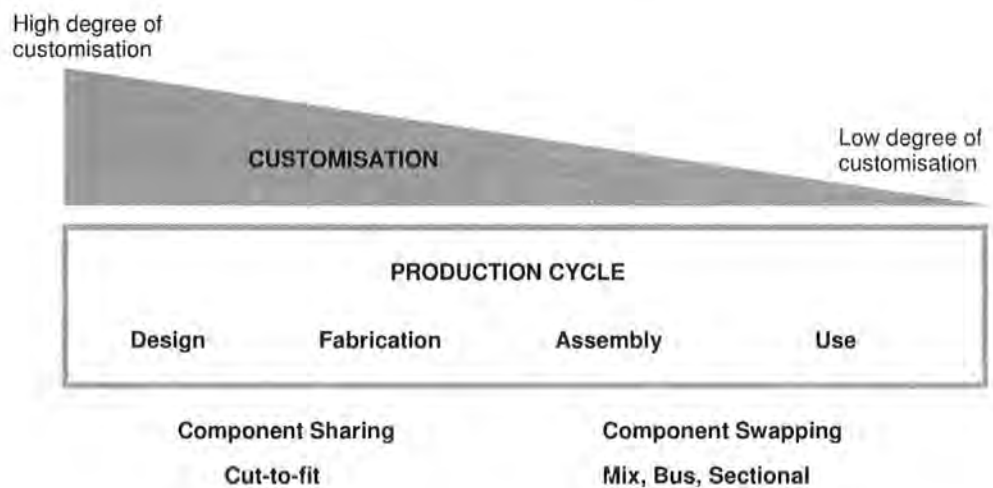 High degree of
customisation
Low degree of
customisation
CUSTOMISATION
PRODUCTION CYCLE
Design Fabrication Assembly Use
Component Sharing Component Swapping
Cut-to-fit Mix, Bus, Sectional